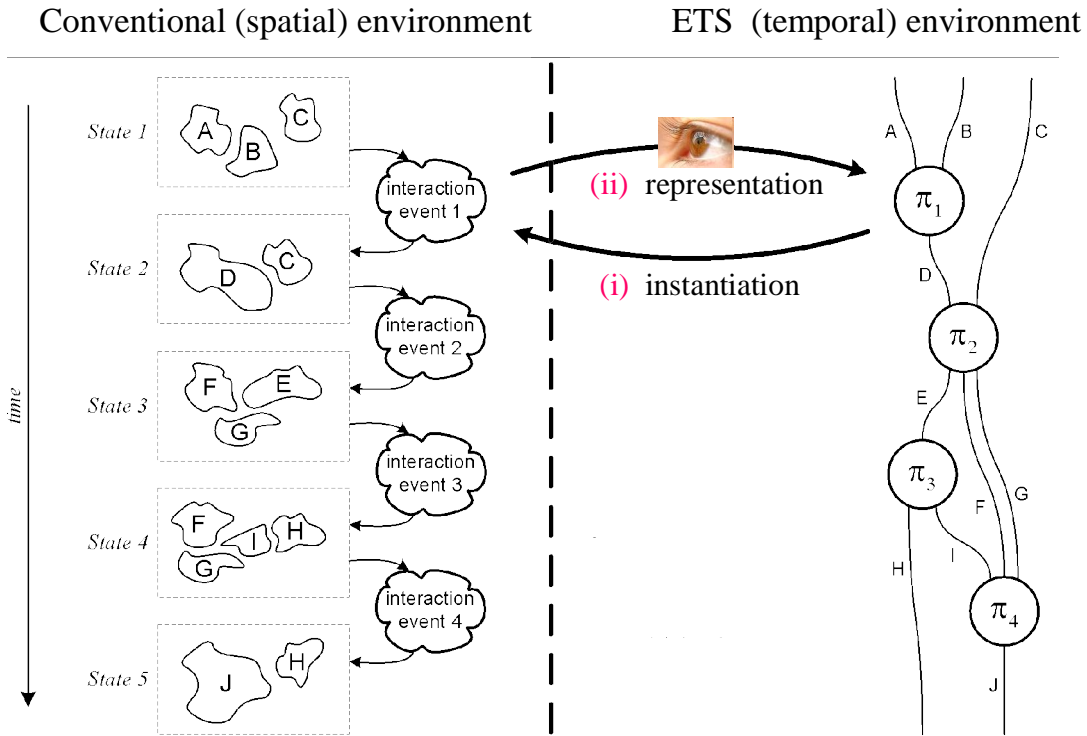 Conventional (spatial) environment
ETS (temporal) environment
time
State 1
A
B
C
interaction
event 1
State 2
D
C
interaction
event 2
State 3
F
E
G
interaction
event 3
State 4
F
I
H
G
interaction
event 4
State 5
J
H
(ii) representation
(i) instantiation
A
B
C
π1
D
π2
E
π3
F
G
H
I
π4
J